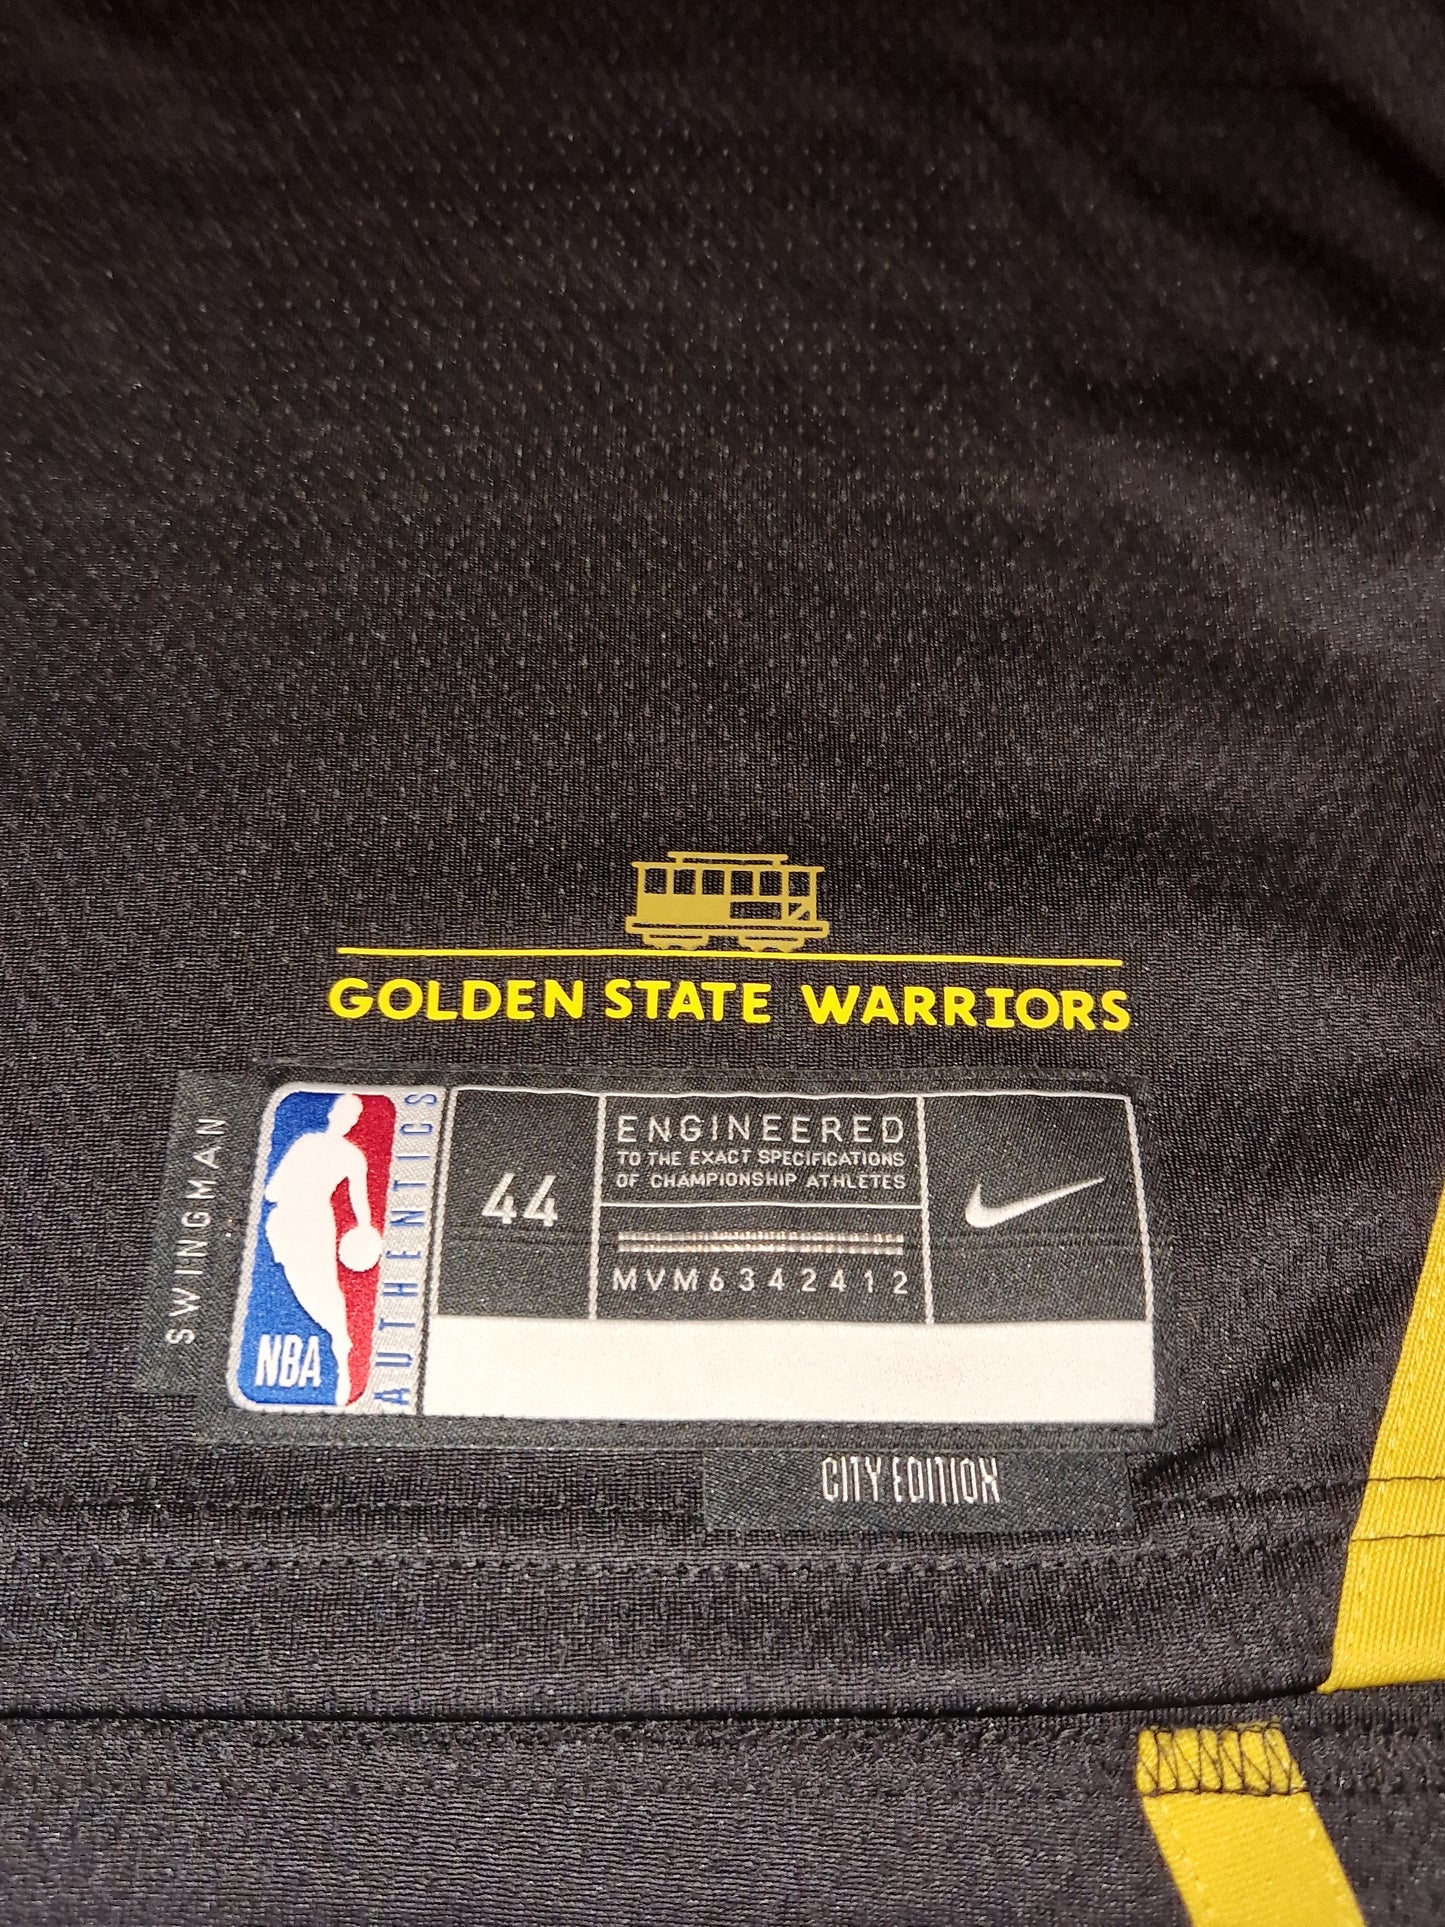 GOLDEN STATE WARRIORS
SWINGMAN
NBA
AUTHENTICS
44
ENGINEERED
TO THE EXACT SPECIFICATIONS
OF CHAMPIONSHIP ATHLETES
MVM6342412
CITY EDITION